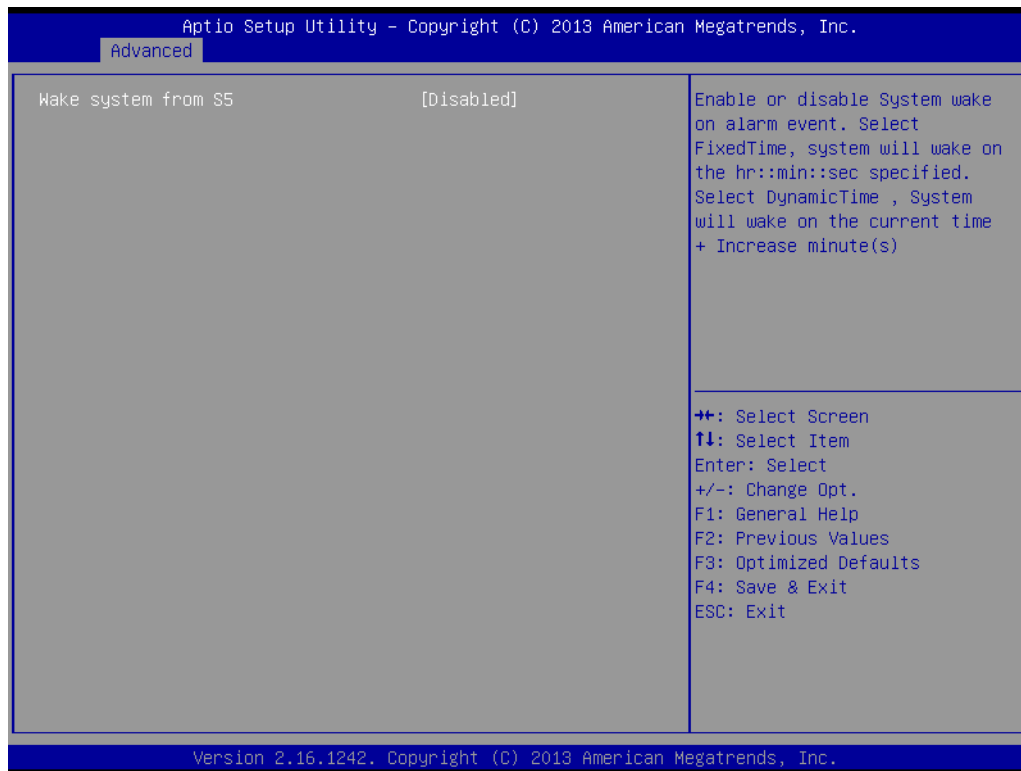 Aptio Setup Utility – Copyright (C) 2013 American Megatrends, Inc.
Advanced
Wake system from S5 [Disabled]
Enable or disable System wake
on alarm event. Select
FixedTime, system will wake on
the hr::min::sec specified.
Select DynamicTime , System
will wake on the current time
+ Increase minute(s)
→←: Select Screen
↑↓: Select Item
Enter: Select
+/-: Change Opt.
F1: General Help
F2: Previous Values
F3: Optimized Defaults
F4: Save & Exit
ESC: Exit
Version 2.16.1242. Copyright (C) 2013 American Megatrends, Inc.